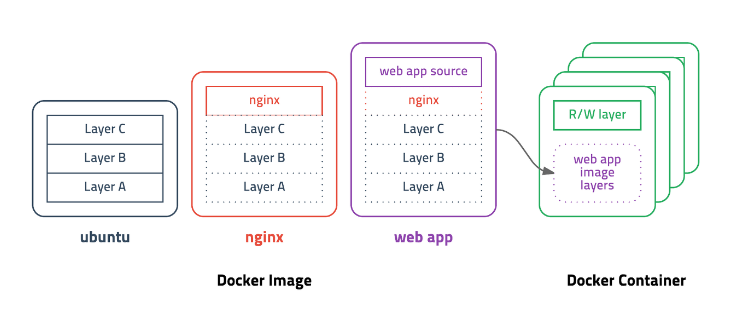 Layer C
Layer B
Layer A
ubuntu
nginx
Layer C
Layer B
Layer A
nginx
web app source
nginx
Layer C
Layer B
Layer A
web app
Docker Image
R/W layer
web app
image
layers
Docker Container